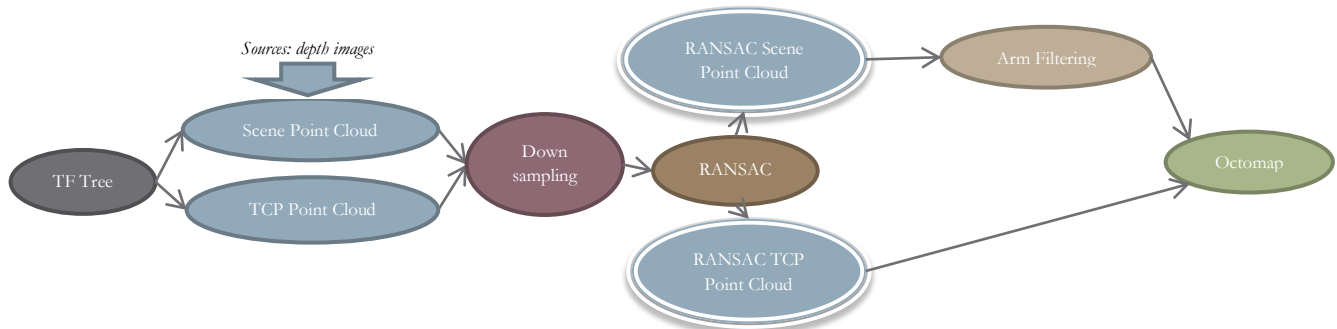 Sources: depth images
TF Tree
Scene Point Cloud
TCP Point Cloud
Down
sampling
RANSAC
RANSAC Scene
Point Cloud
RANSAC TCP
Point Cloud
Arm Filtering
Octomap